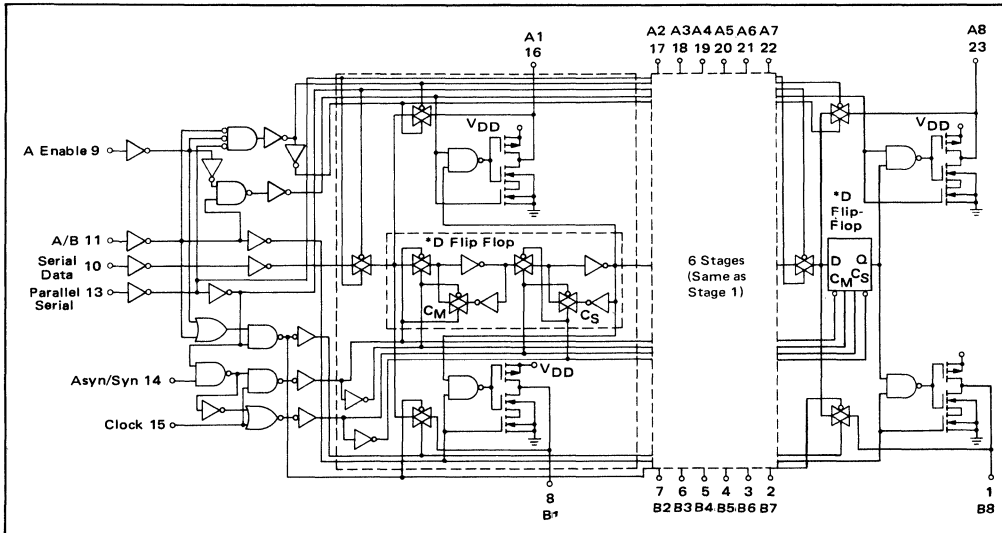 A1
16
A2 A3 A4 A5 A6 A7
17 18 19 20 21 22
A8
23
VDD
VDD
A Enable 9
*D
Flip-
Flop
A/B 11
*D Flip Flop
Serial
Data 10
6 Stages
(Same as
Stage 1)
D Q
CM CS
Parallel 13
Serial
CM
CS
VDD
Asyn/Syn 14
Clock 15
8
B1
7 6 5 4 3 2
B2 B3 B4 B5 B6 B7
1
B8